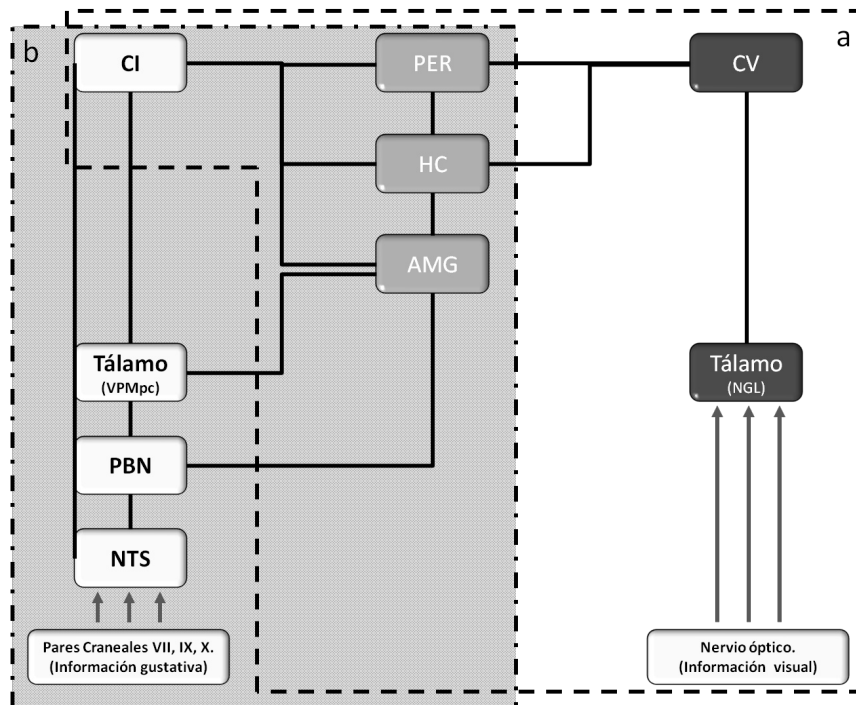 b
a
CI
PER
CV
HC
AMG
Tálamo
(VPMpc)
Tálamo
(NGL)
PBN
NTS
Pares Craneales VII, IX, X.
(Información gustativa)
Nervio óptico.
(Información visual)